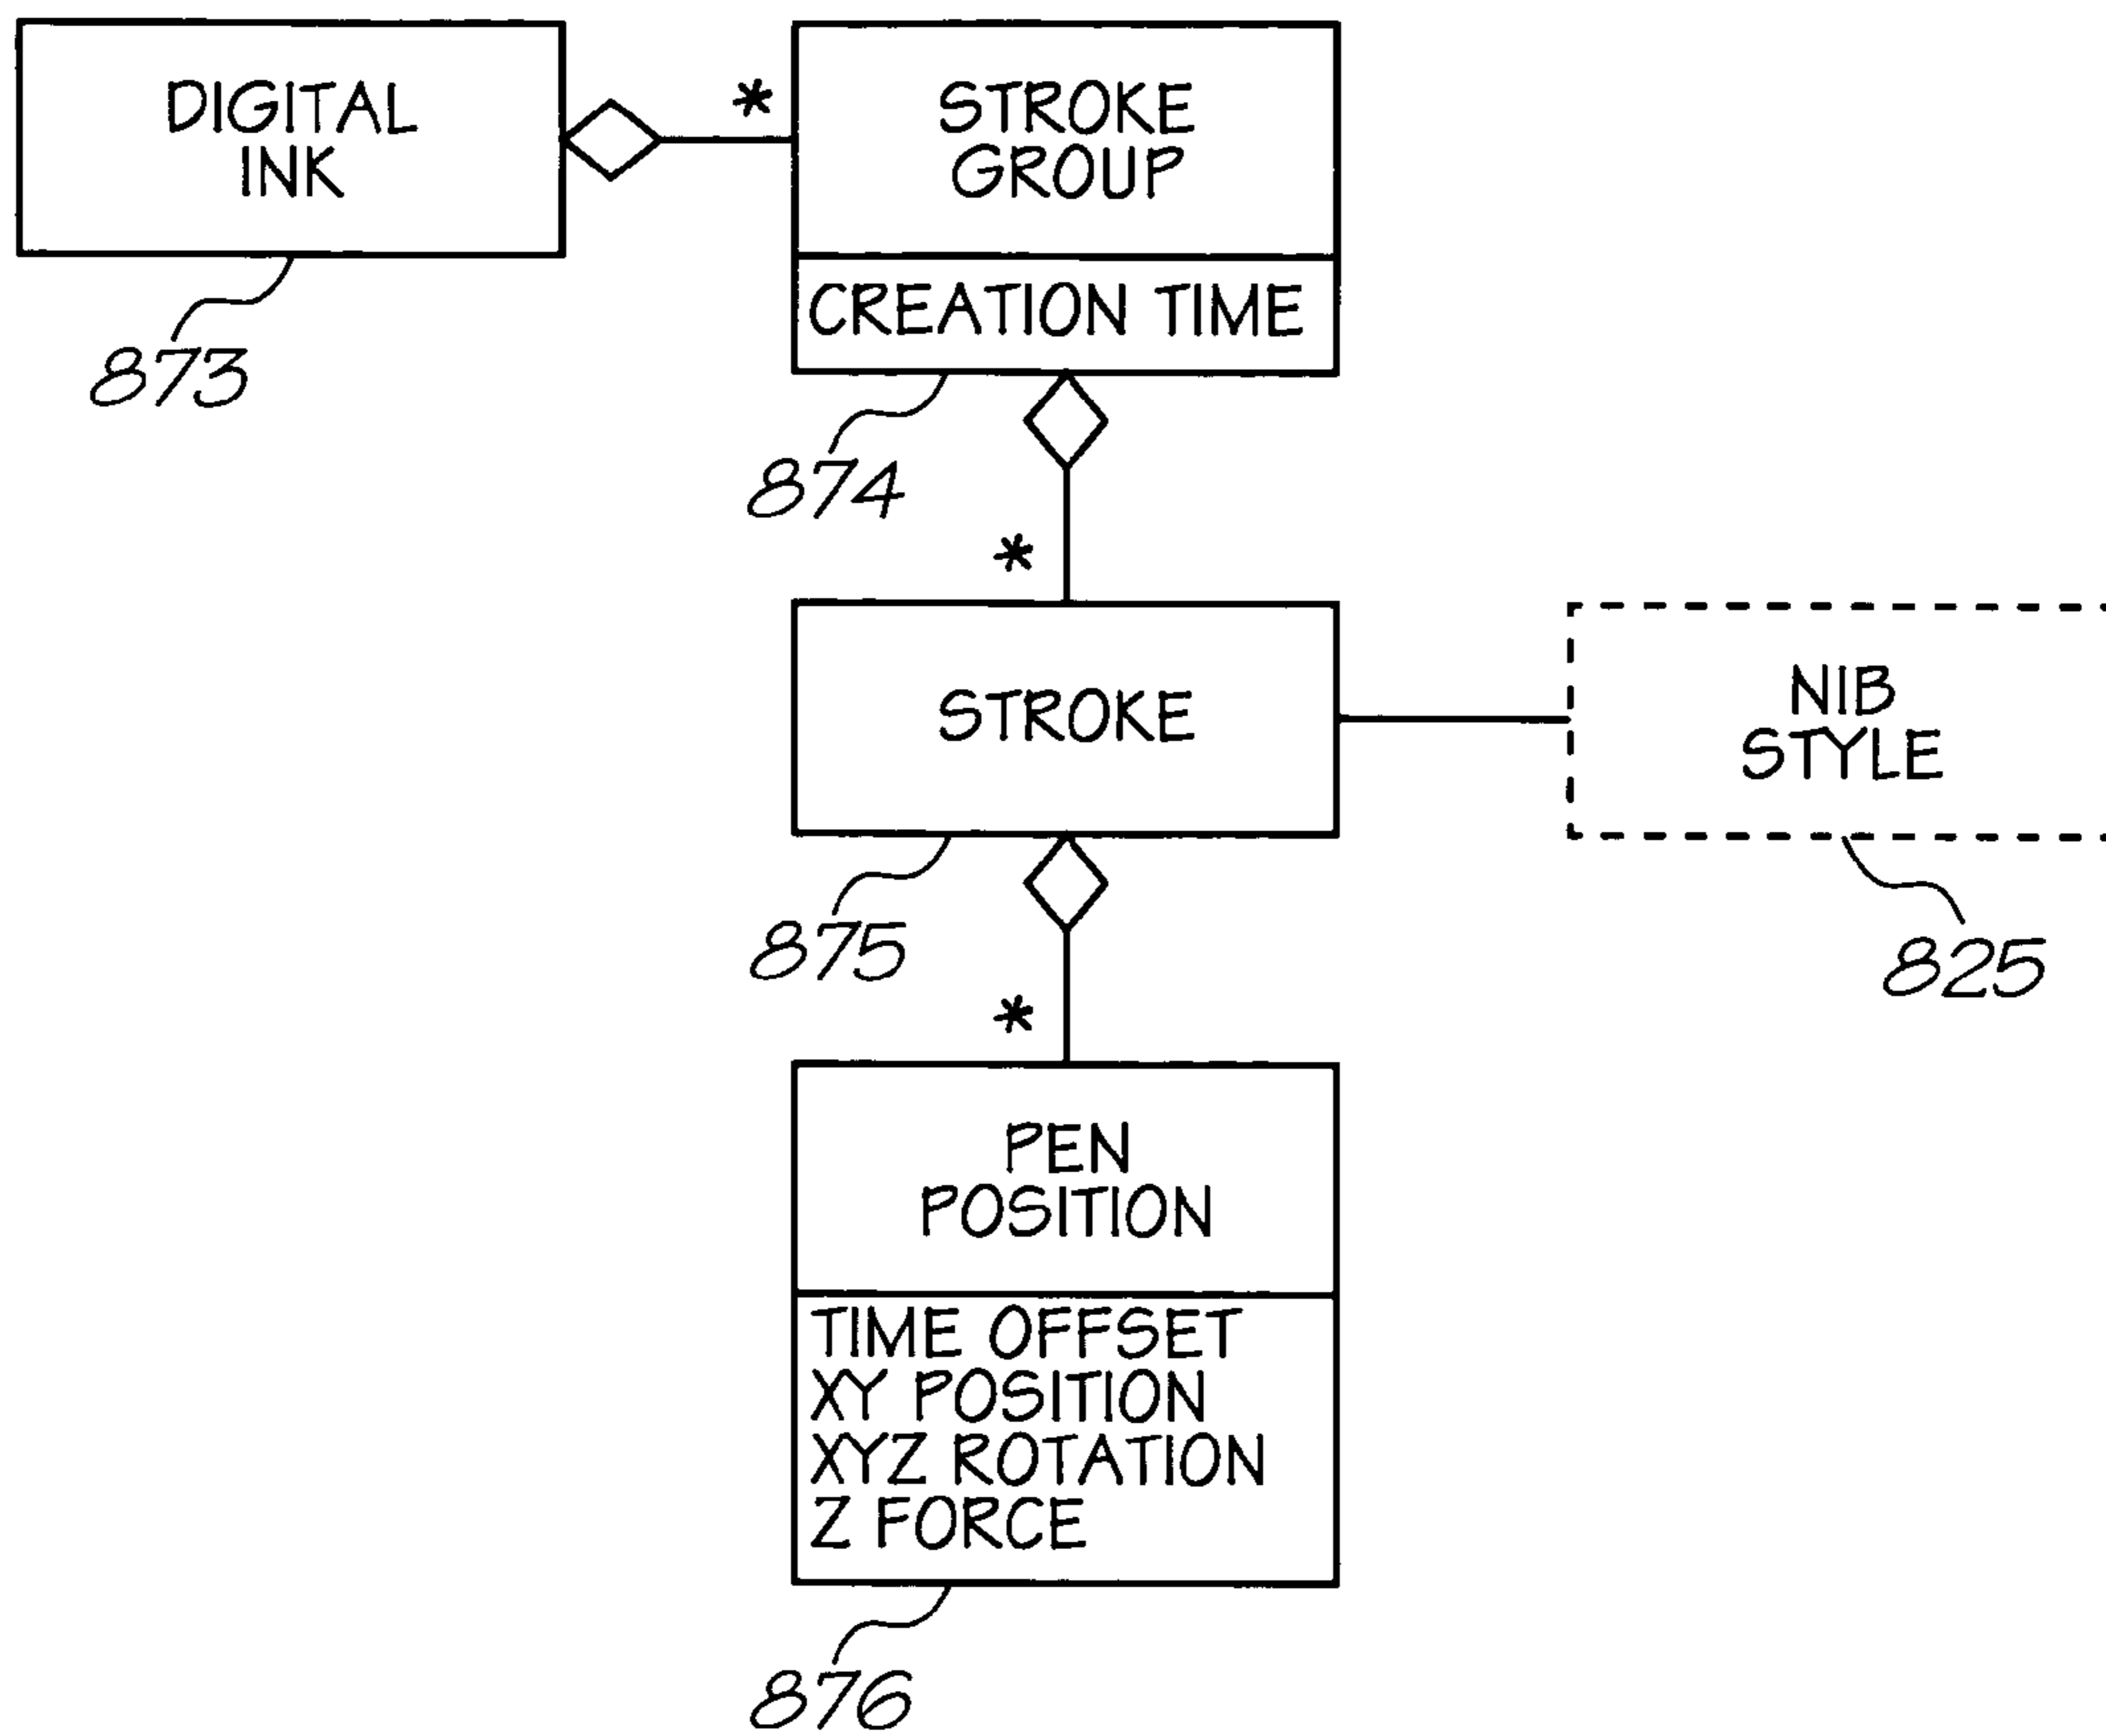 DIGITAL
INK
873
*
STROKE
GROUP
CREATION TIME
874
*
STROKE
875
NIB
STYLE
825
*
PEN
POSITION
TIME OFFSET
XY POSITION
XYZ ROTATION
Z FORCE
876